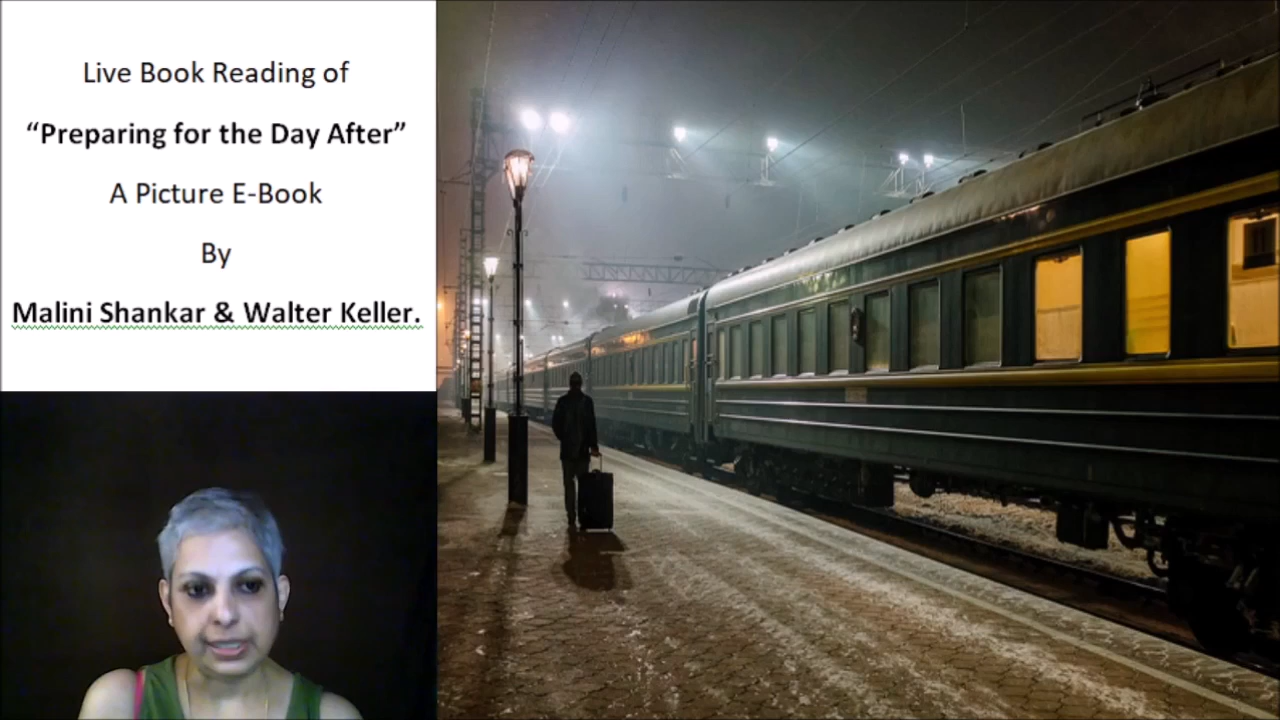 Live Book Reading of
“Preparing for the Day After”
A Picture E-Book
By
Malini Shankar & Walter Keller.